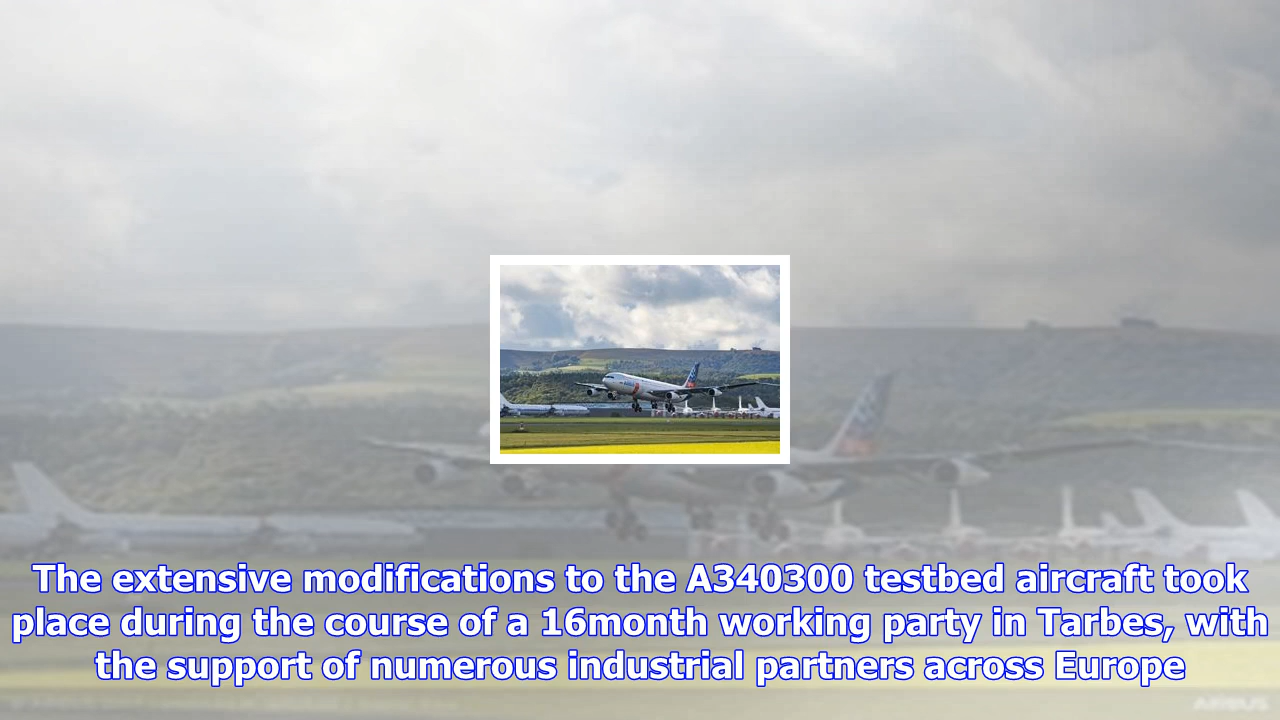 The extensive modifications to the A340300 testbed aircraft took
place during the course of a 16month working party in Tarbes, with
the support of numerous industrial partners across Europe
AIRBUS